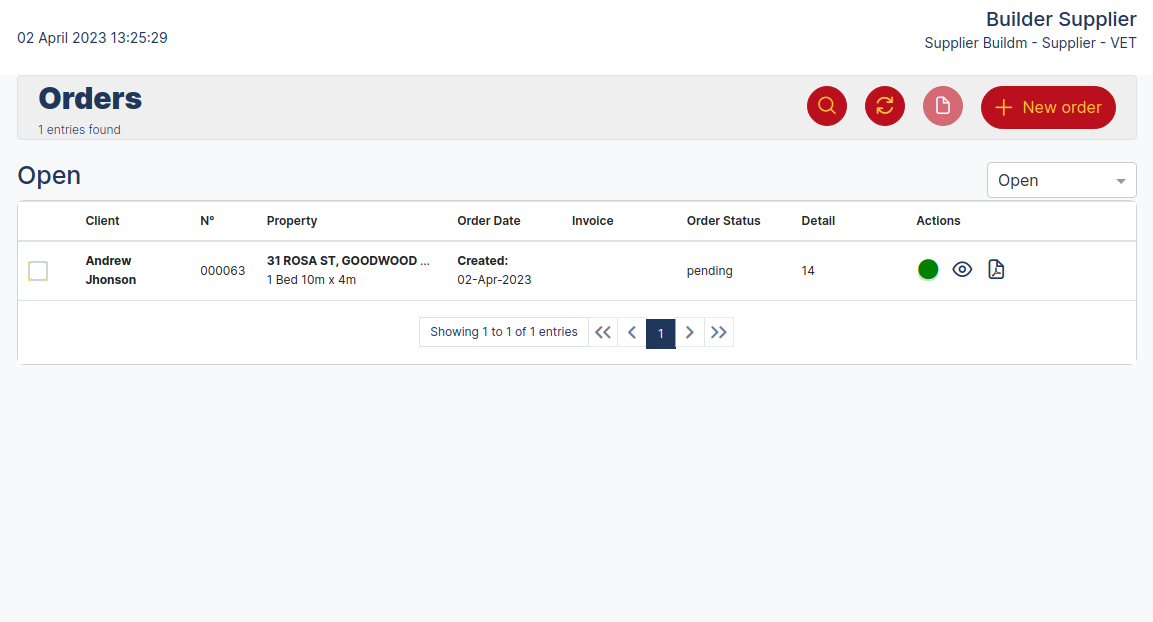 Builder Supplier
02 April 2023 13:25:29
Supplier Buildm - Supplier - VET
Orders
1 entries found
New order
Open
Open
Client N° Property Order Date Invoice Order Status Detail Actions
Andrew 31 ROSA ST, GOODWOOD ... Created:
000063 pending 14
Jhonson 1 Bed 10m x 4m 02-Apr-2023
Showing 1 to 1 of 1 entries 1